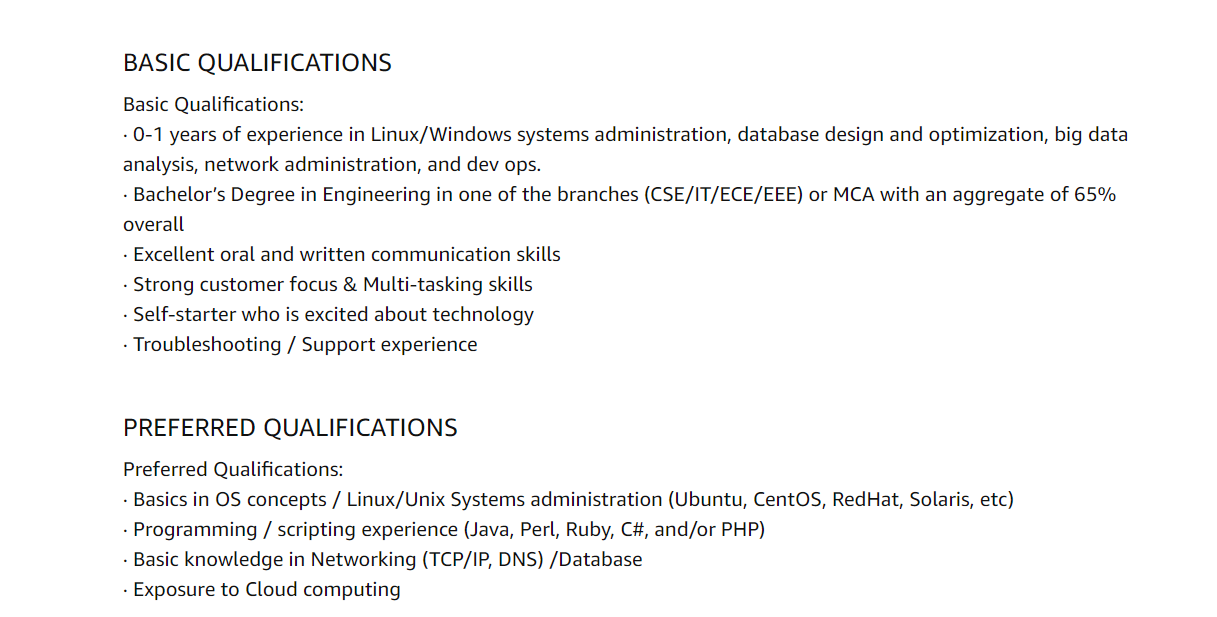 BASIC QUALIFICATIONS
Basic Qualifications:
· 0-1 years of experience in Linux/Windows systems administration, database design and optimization, big data
analysis, network administration, and dev ops.
· Bachelor’s Degree in Engineering in one of the branches (CSE/IT/ECE/EEE) or MCA with an aggregate of 65%
overall
· Excellent oral and written communication skills
· Strong customer focus & Multi-tasking skills
· Self-starter who is excited about technology
· Troubleshooting / Support experience
PREFERRED QUALIFICATIONS
Preferred Qualifications:
· Basics in OS concepts / Linux/Unix Systems administration (Ubuntu, CentOS, RedHat, Solaris, etc)
· Programming / scripting experience (Java, Perl, Ruby, C#, and/or PHP)
· Basic knowledge in Networking (TCP/IP, DNS) /Database
· Exposure to Cloud computing